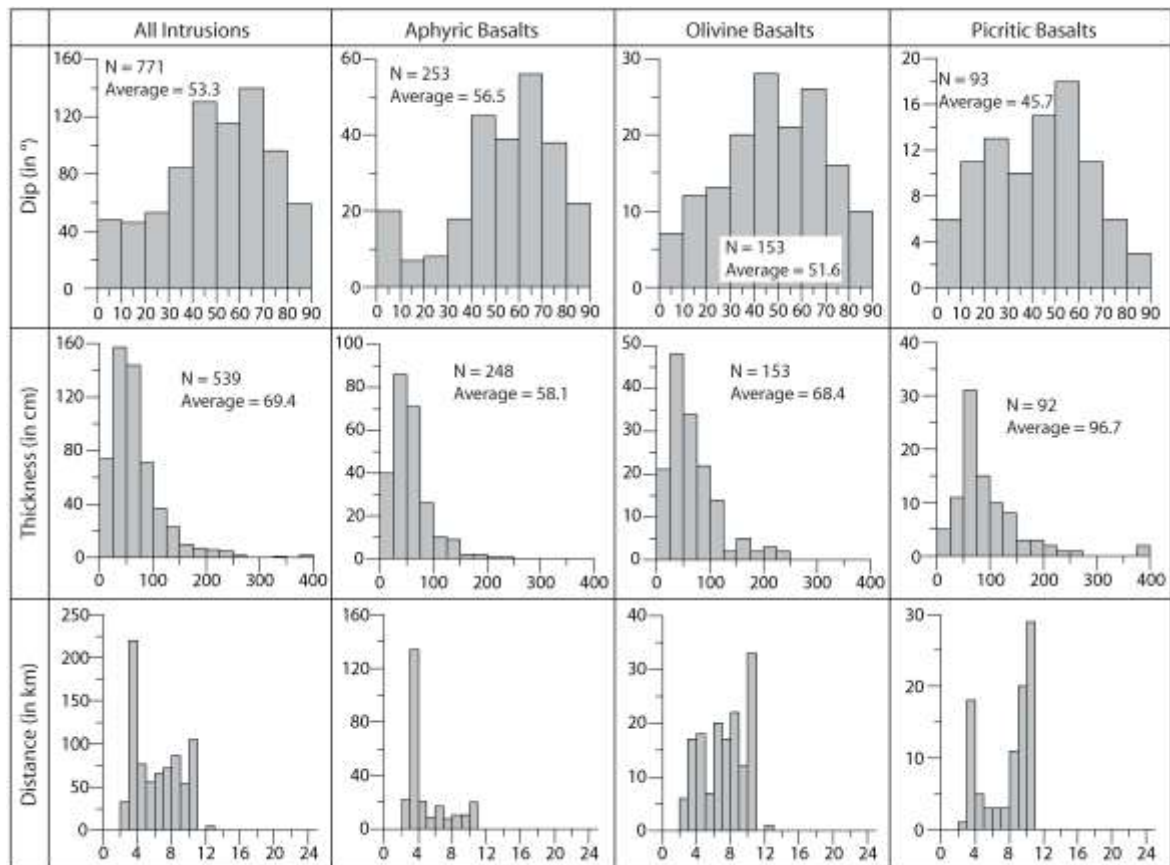 All Intrusions Aphyric Basalts Olivine Basalts Picritic Basalts
Dip (in °)
160
120
80
40
0
N = 771
Average = 53.3
0 10 20 30 40 50 60 70 80 90
60
40
20
0
N = 253
Average = 56.5
0 10 20 30 40 50 60 70 80 90
30
20
10
0
N = 153
Average = 51.6
0 10 20 30 40 50 60 70 80 90
20
16
12
8
4
0
N = 93
Average = 45.7
0 10 20 30 40 50 60 70 80 90
Thickness (in cm)
160
120
80
40
0
N = 539
Average = 69.4
0 100 200 300 400
100
80
60
40
20
0
N = 248
Average = 58.1
0 100 200 300 400
50
40
30
20
10
0
N = 153
Average = 68.4
0 100 200 300 400
40
30
20
10
0
N = 92
Average = 96.7
0 100 200 300 400
Distance (in km)
250
200
150
100
50
0
0 4 8 12 16 20 24
160
120
80
40
0
0 4 8 12 16 20 24
40
30
20
10
0
0 4 8 12 16 20 24
30
20
10
0
0 4 8 12 16 20 24